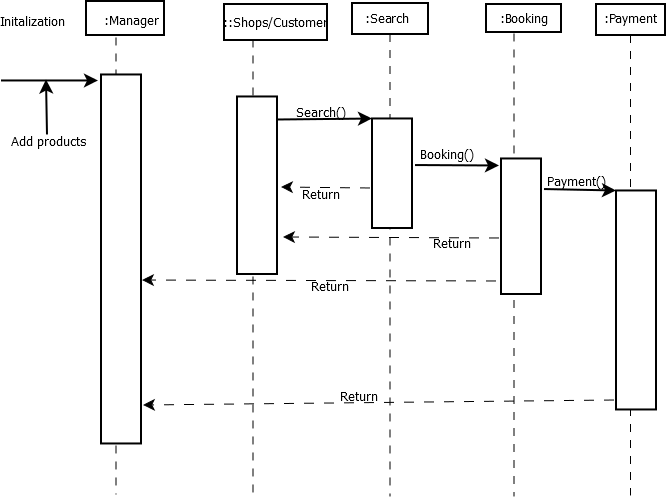 Initalization
:Manager
::Shops/Customer
:Search
:Booking
:Payment
Search()
Add products
Booking()
Payment()
Return
Return
Return
Return